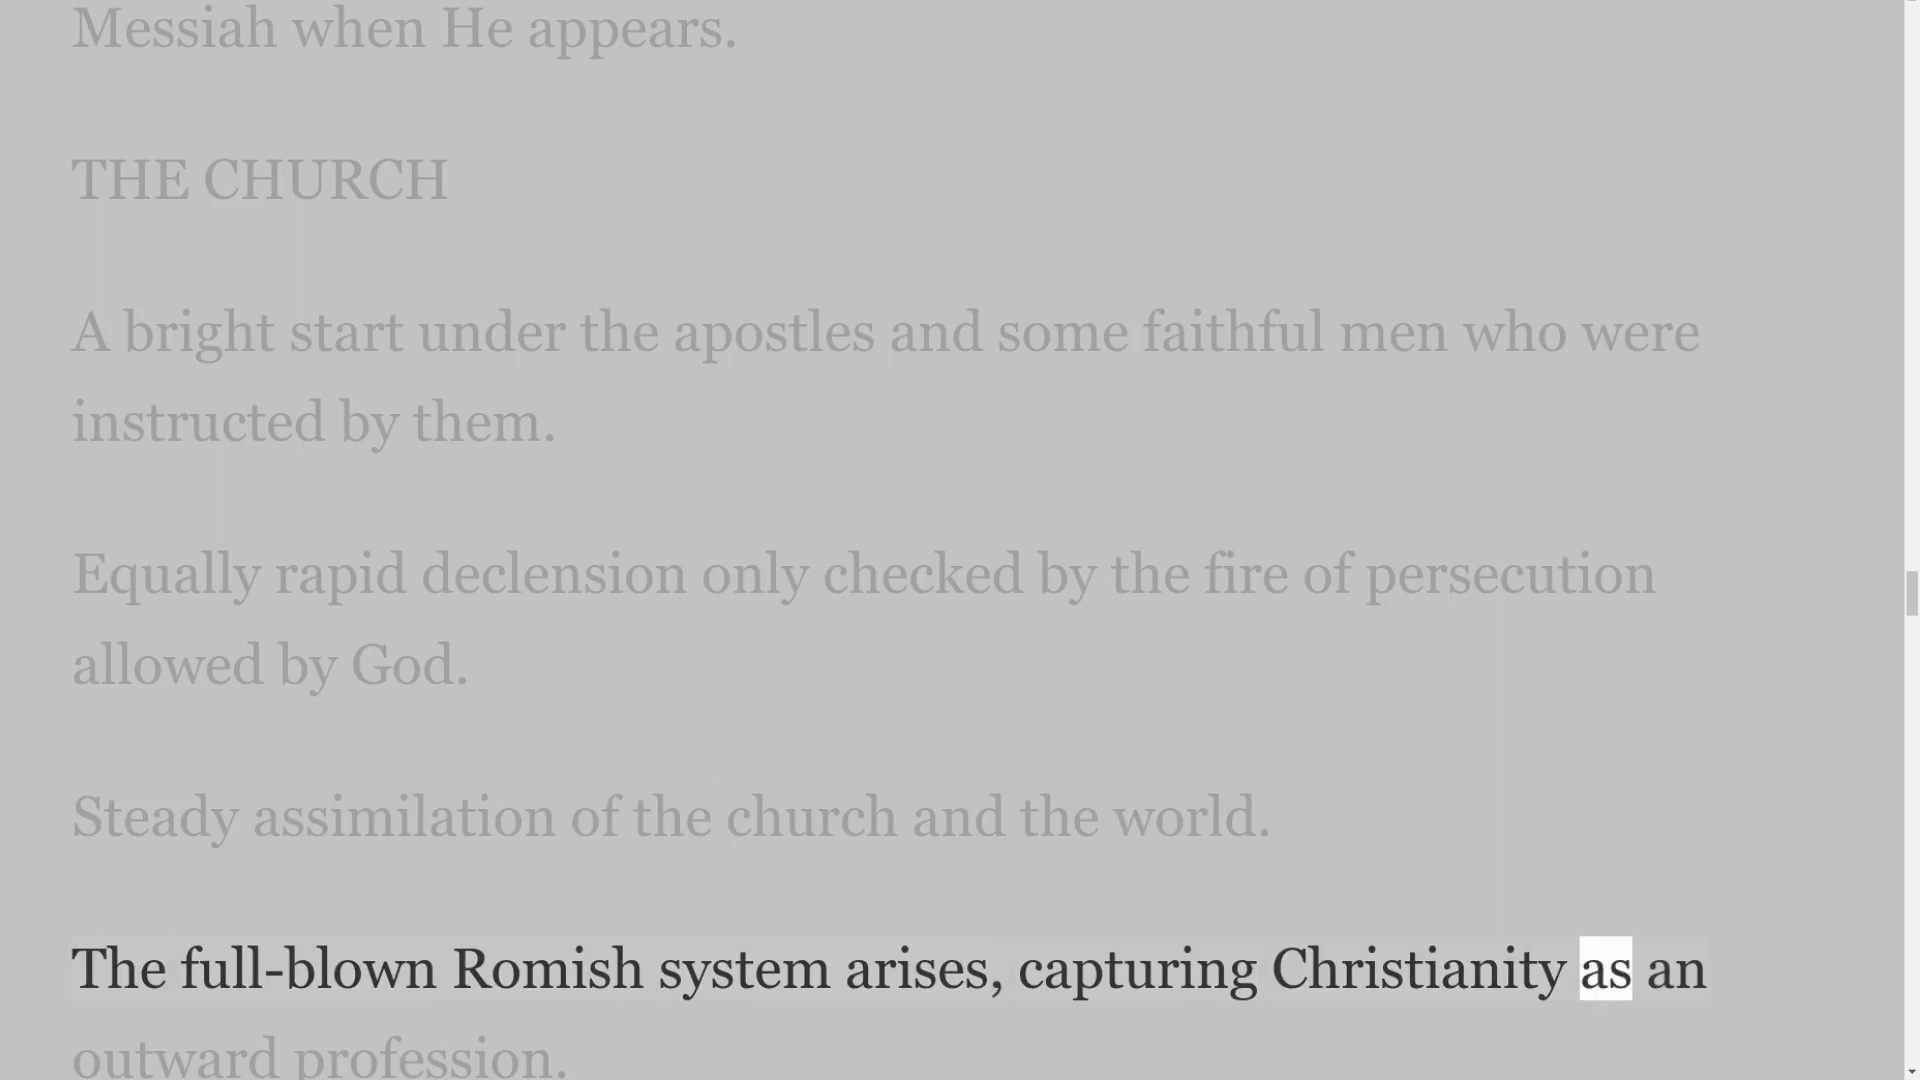 Messiah when He appears.
THE CHURCH
A bright start under the apostles and some faithful men who were
instructed by them.
Equally rapid declension only checked by the fire of persecution
allowed by God.
Steady assimilation of the church and the world.
The full-blown Romish system arises, capturing Christianity as an
outward profession.